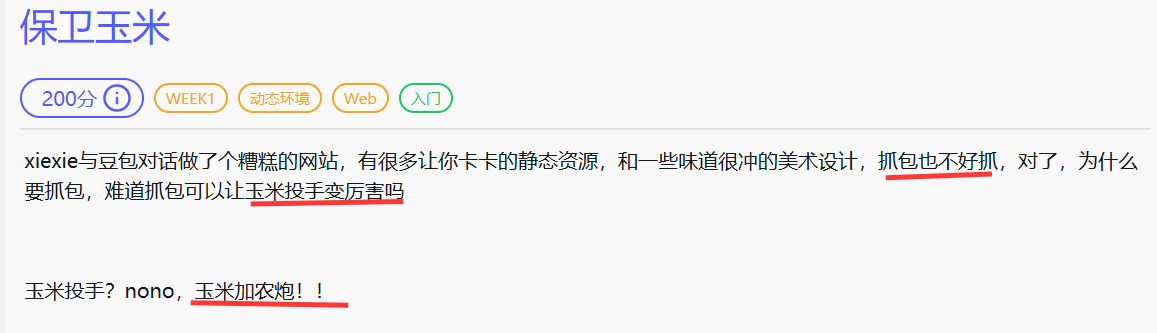 保卫玉米
200分 WEEK1 动态环境 Web 入门
xiexie与豆包对话做了个糟糕的网站，有很多让你卡卡的静态资源，和一些味道很冲的美术设计，抓包也不好抓，对了，为什么
要抓包，难道抓包可以让玉米投手变厉害吗
玉米投手？nono，玉米加农炮！！